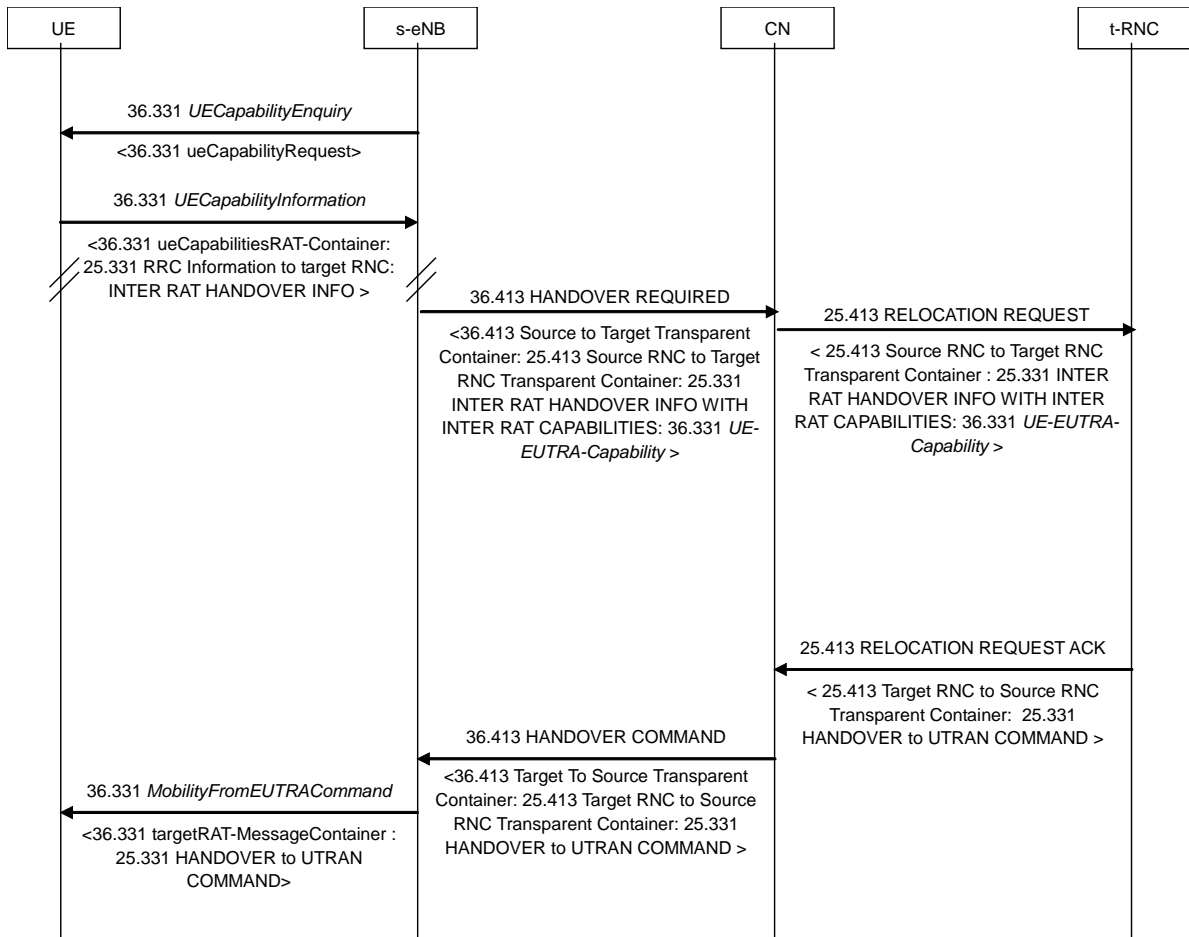 UE
s-eNB
CN
t-RNC
36.331 UECapabilityEnquiry
<36.331 ueCapabilityRequest>
36.331 UECapabilityInformation
<36.331 ueCapabilitiesRAT-Container:
25.331 RRC Information to target RNC:
INTER RAT HANDOVER INFO >
36.413 HANDOVER REQUIRED
<36.413 Source to Target Transparent
Container: 25.413 Source RNC to Target
RNC Transparent Container: 25.331
INTER RAT HANDOVER INFO WITH
INTER RAT CAPABILITIES: 36.331 UE-
EUTRA-Capability >
25.413 RELOCATION REQUEST
< 25.413 Source RNC to Target RNC
Transparent Container : 25.331 INTER
RAT HANDOVER INFO WITH INTER
RAT CAPABILITIES: 36.331 UE-EUTRA-
Capability >
25.413 RELOCATION REQUEST ACK
< 25.413 Target RNC to Source RNC
Transparent Container: 25.331
HANDOVER to UTRAN COMMAND >
36.413 HANDOVER COMMAND
<36.413 Target To Source Transparent
Container: 25.413 Target RNC to Source
RNC Transparent Container: 25.331
HANDOVER to UTRAN COMMAND >
36.331 MobilityFromEUTRACommand
<36.331 targetRAT-MessageContainer :
25.331 HANDOVER to UTRAN
COMMAND>